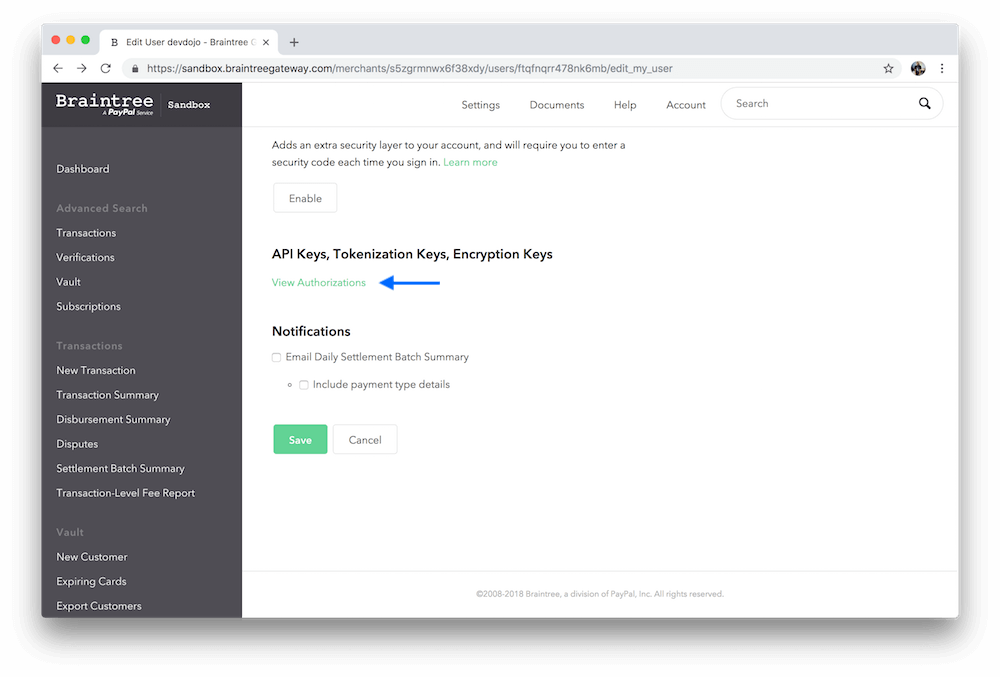 B Edit User devdojo - Braintree G
https://sandbox.braintreegateway.com/merchants/s5zgrmnwx6f38xdy/users/ftqfnqrr478nk6mb/edit_my_user
Braintree
A PayPal Service
Sandbox
Settings
Documents
Help
Account
Search
Dashboard
Advanced Search
Transactions
Verifications
Vault
Subscriptions
Transactions
New Transaction
Transaction Summary
Disbursement Summary
Disputes
Settlement Batch Summary
Transaction-Level Fee Report
Vault
New Customer
Expiring Cards
Export Customers
Adds an extra security layer to your account, and will require you to enter a
security code each time you sign in. Learn more
Enable
API Keys, Tokenization Keys, Encryption Keys
View Authorizations
Notifications
Email Daily Settlement Batch Summary
Include payment type details
Save
Cancel
©2008-2018 Braintree, a division of PayPal, Inc. All rights reserved.